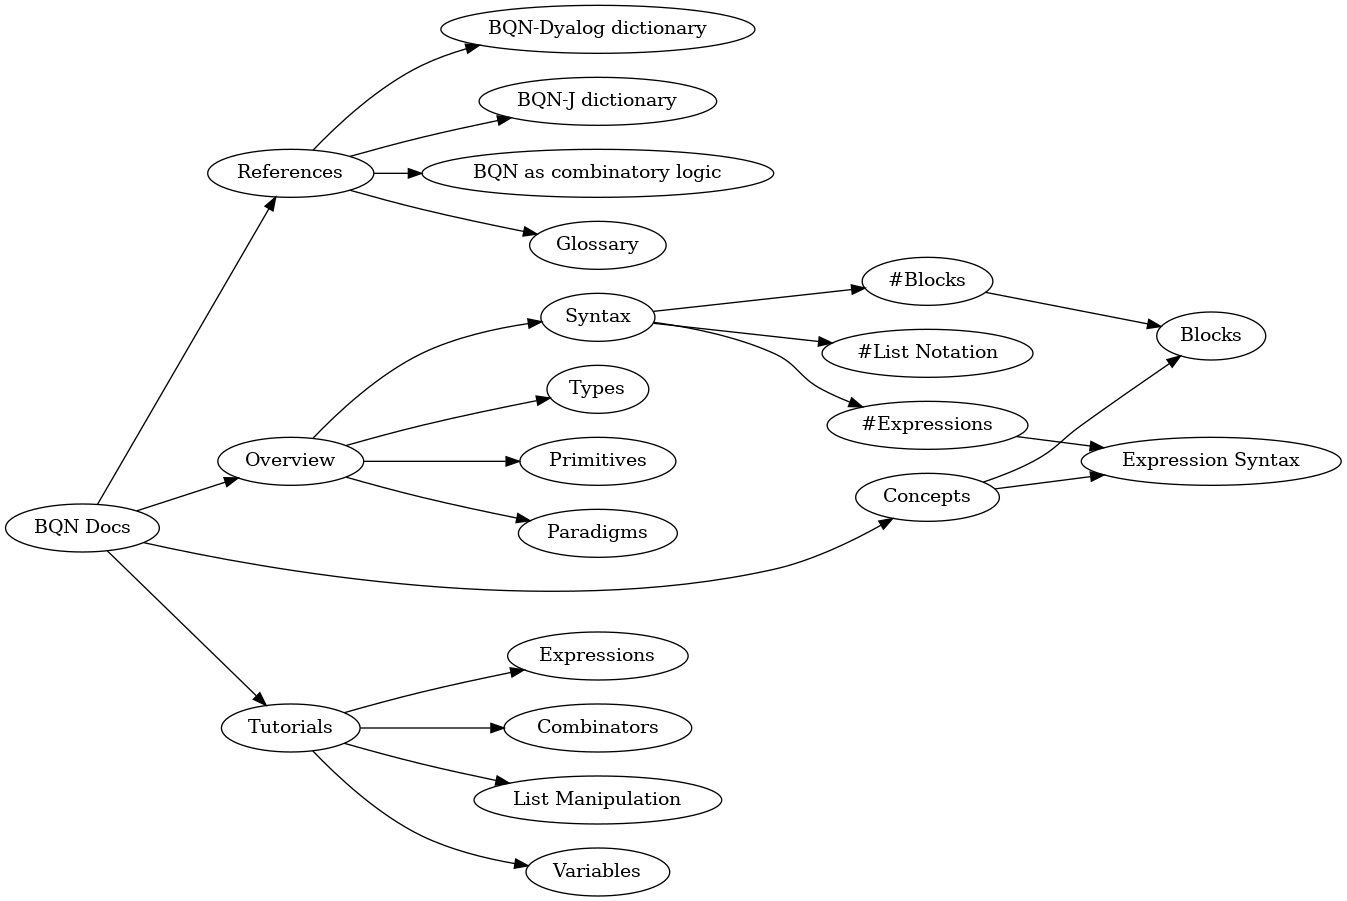 BQN-Dyalog dictionary
BQN-J dictionary
References
BQN as combinatory logic
Glossary
#Blocks
Syntax
Blocks
#List Notation
Types
#Expressions
Overview
Primitives
Expression Syntax
Concepts
BQN Docs
Paradigms
Expressions
Tutorials
Combinators
List Manipulation
Variables